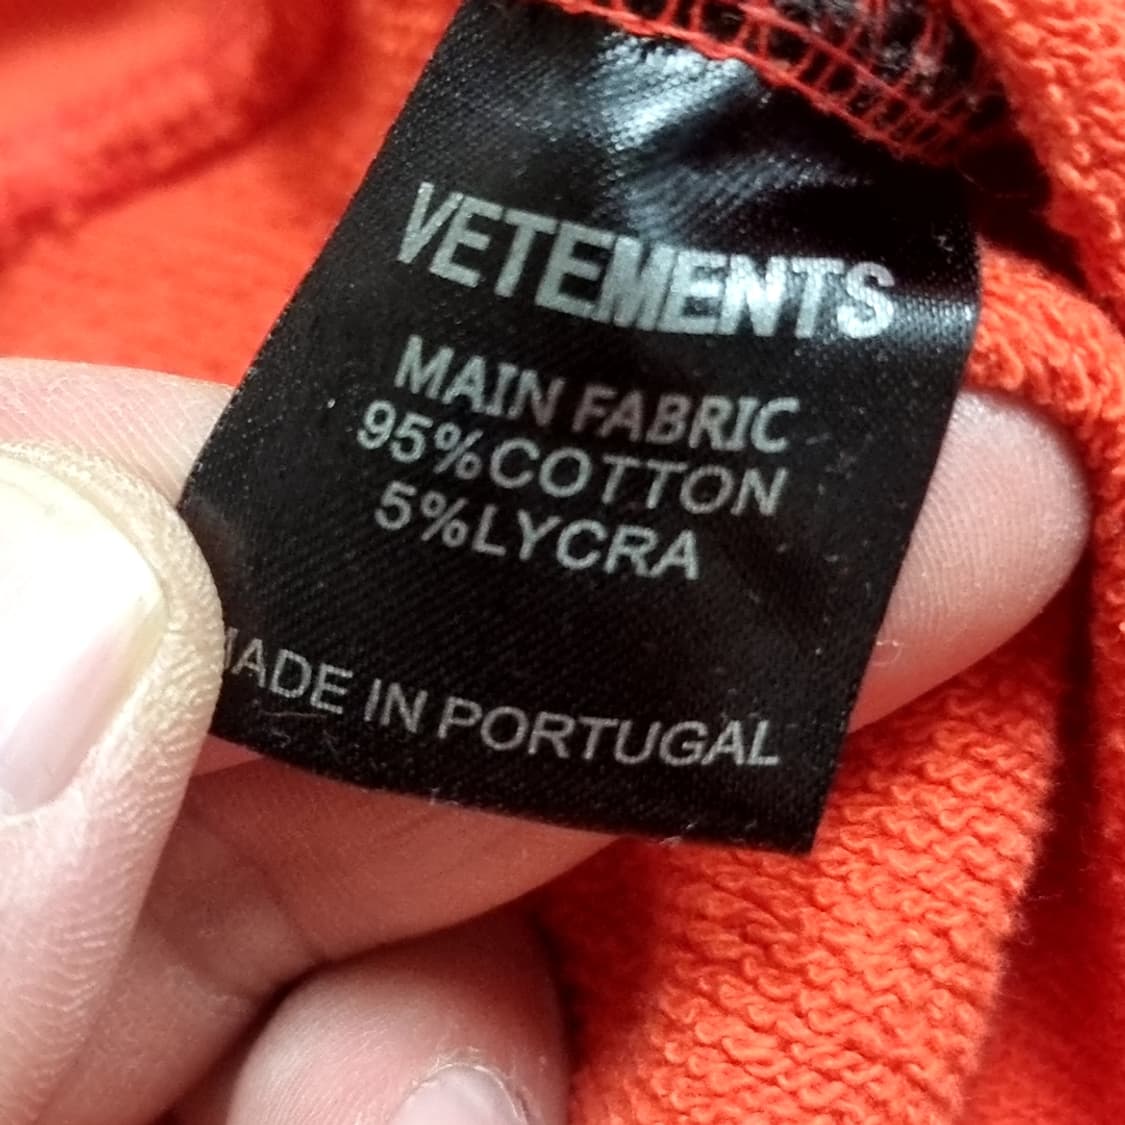 VETEMENTS
MAIN FABRIC
95%COTTON
5%LYCRA
MADE IN PORTUGAL